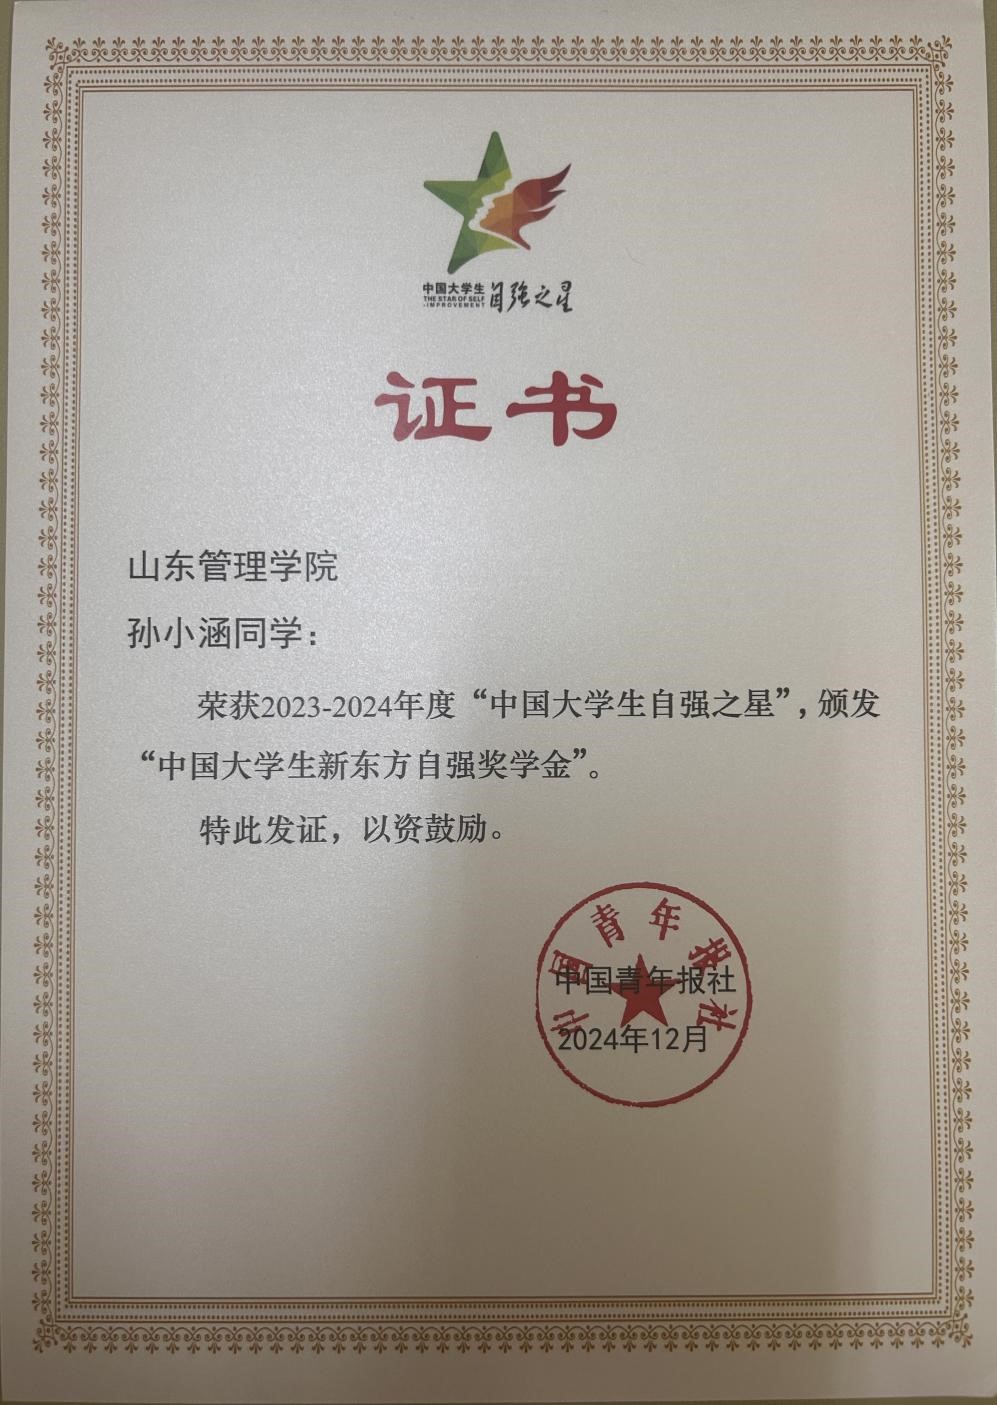 中国大学生
THE STAR OF SELF
-IMPROVEMENT
自强之星
证书
山东管理学院
孙小涵同学：
荣获2023-2024年度“中国大学生自强之星”，颁发
“中国大学生新东方自强奖学金”。
特此发证，以资鼓励。
中国青年报社
中国青年报社
2024年12月